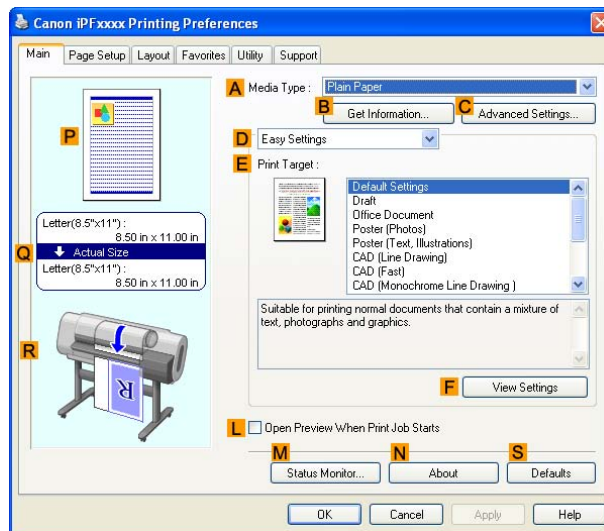 Canon iPFxxxx Printing Preferences
Main Page Setup Layout Favorites Utility Support
A Media Type : Plain Paper
B Get Information... C Advanced Settings...
D Easy Settings
E Print Target :
P
Default Settings
Draft
Office Document
Poster (Photos)
Poster (Text, Illustrations)
CAD (Line Drawing)
CAD (Fast)
CAD (Monochrome Line Drawing )
Letter(8.5"x11") :
8.50 in x 11.00 in
Q Actual Size
Letter(8.5"x11") :
8.50 in x 11.00 in
Suitable for printing normal documents that contain a mixture of
text, photographs and graphics.
R
R
F View Settings
L Open Preview When Print Job Starts
M N S
Status Monitor... About Defaults
OK Cancel Apply Help